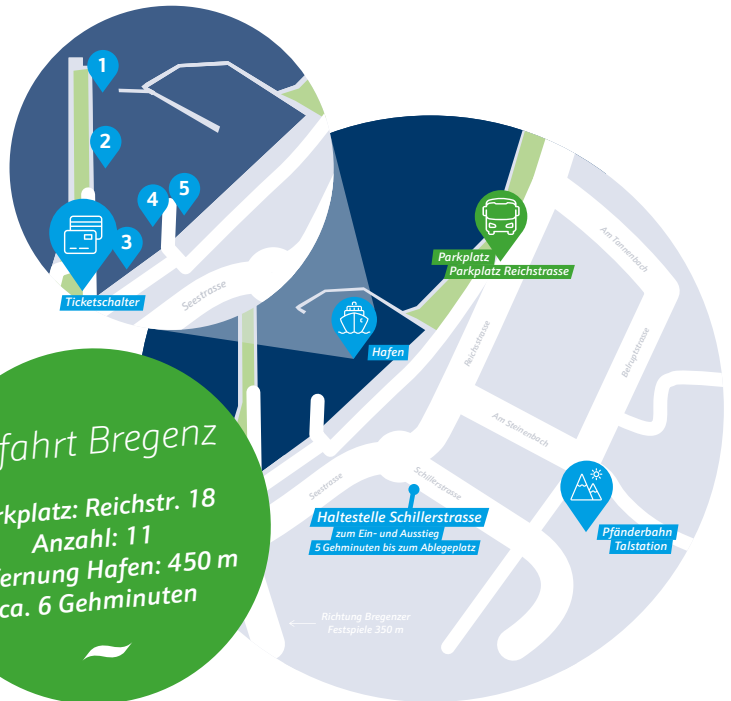 1
2
3
4
5
Ticketschalter
Seestrasse
Parkplatz
Parkplatz Reichstrasse
Am Tannenbach
Hafen
Reichsstrasse
Belruptstrasse
Am Steinenbach
Seestrasse
Schillerstrasse
Haltestelle Schillerstrasse
zum Ein- und Ausstieg
5 Gehminuten bis zum Ablegeplatz
Pfänderbahn
Talstation
Richtung Bregenzer
Festspiele 350 m
fahrt Bregenz
rkplatz: Reichstr. 18
Anzahl: 11
fernung Hafen: 450 m
ca. 6 Gehminuten